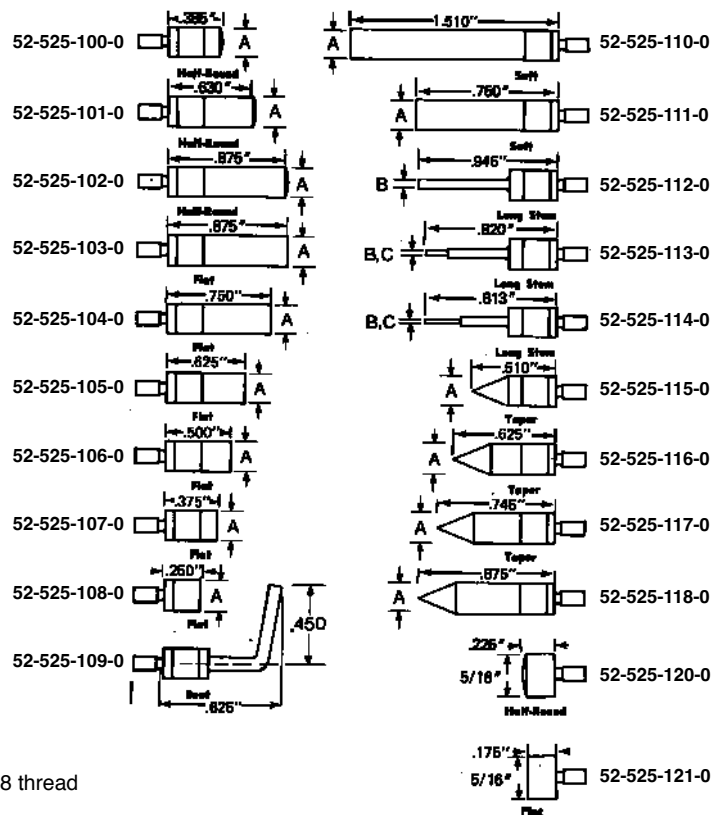 .385"
52-525-100-0 A
Half-Round
.630"
52-525-101-0 A
Half-Round
.875"
52-525-102-0 A
Half-Round
.875"
52-525-103-0 A
Flat
.750"
52-525-104-0 A
Flat
.625"
52-525-105-0 A
Flat
.500"
52-525-106-0 A
Flat
.375"
52-525-107-0 A
Flat
.250"
52-525-108-0 A
Flat
.450
52-525-109-0
Bent
.625"
8 thread
1.510"
A 52-525-110-0
Soft
.760"
A 52-525-111-0
Soft
.945"
B 52-525-112-0
Long Stem
.820"
B,C 52-525-113-0
Long Stem
.813"
B,C 52-525-114-0
Long Stem
.510"
A 52-525-115-0
Taper
.625"
A 52-525-116-0
Taper
.745"
A 52-525-117-0
Taper
.875"
A 52-525-118-0
.225"
5/16" 52-525-120-0
Half-Round
.175"
5/16" 52-525-121-0
Flat